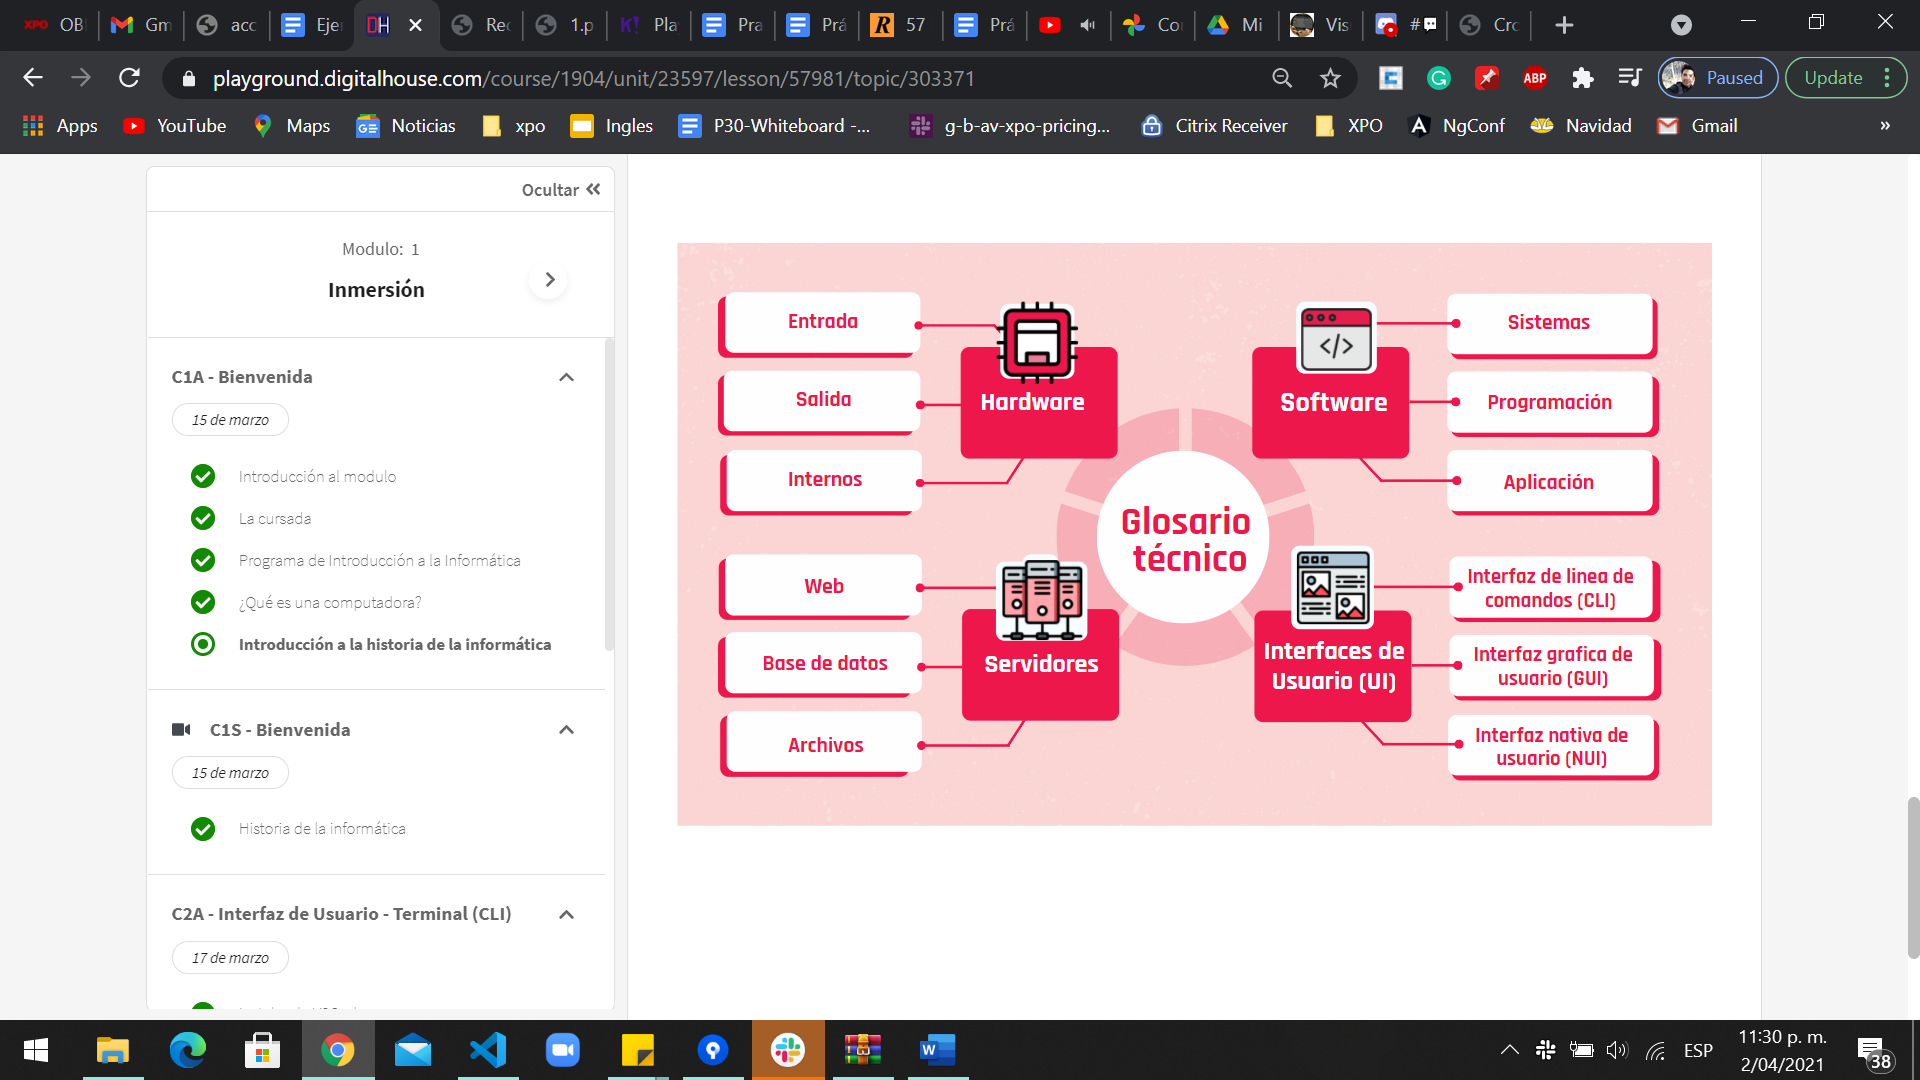 XPO OB
Gm
acc
Eje
DH
Rec
1.p
K! Pla
Pra
Prá
R 57
Prá
Co
Mi
Vis
#
Crc
playground.digitalhouse.com/course/1904/unit/23597/lesson/57981/topic/303371
ABP
Paused
Update
Apps
YouTube
Maps
Noticias
xpo
Ingles
P30-Whiteboard -...
g-b-av-xpo-pricing...
Citrix Receiver
XPO
NgConf
Navidad
Gmail
»
Ocultar
Modulo: 1
Inmersión
C1A - Bienvenida
15 de marzo
Introducción al modulo
La cursada
Programa de Introducción a la Informática
¿Qué es una computadora?
Introducción a la historia de la informática
C1S - Bienvenida
15 de marzo
Historia de la informática
C2A - Interfaz de Usuario - Terminal (CLI)
17 de marzo
Glosario
técnico
Hardware
Entrada
Salida
Internos
Software
Sistemas
Programación
Aplicación
Servidores
Web
Base de datos
Archivos
Interfaces de
Usuario (UI)
Interfaz de linea de
comandos (CLI)
Interfaz grafica de
usuario (GUI)
Interfaz nativa de
usuario (NUI)
ESP
11:30 p. m.
2/04/2021
38